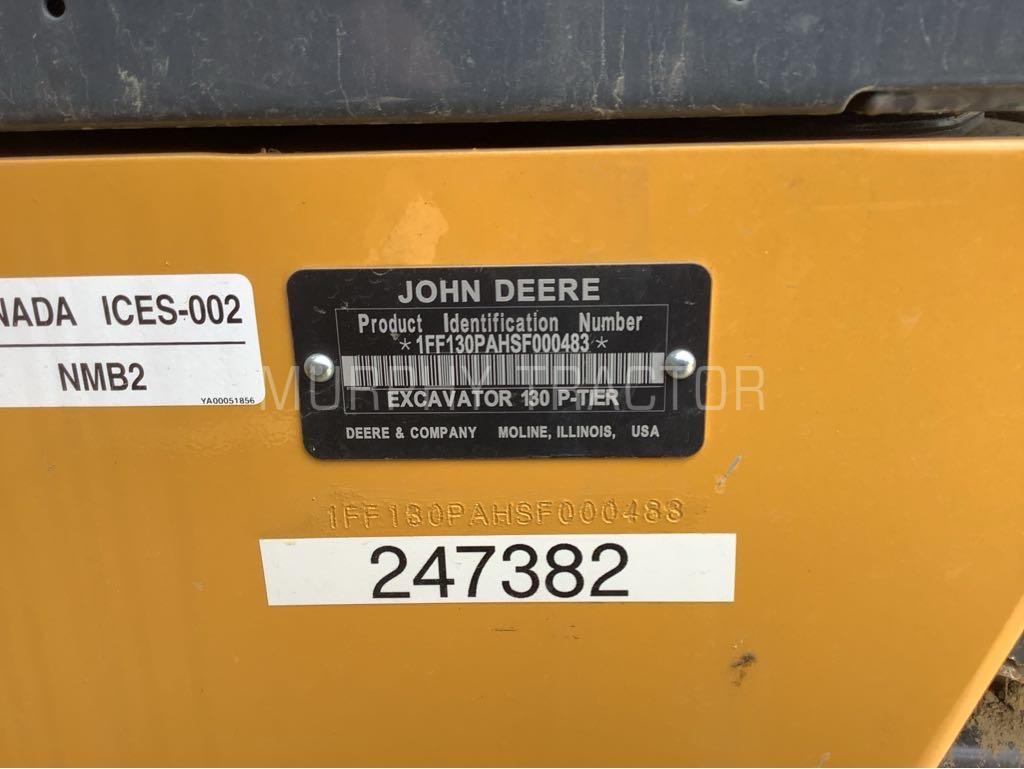 NADA ICES-002
NMB2
YA00051856
JOHN DEERE
Product Identification Number
*1FF130PAHSF000483*
EXCAVATOR 130 P-TIER
DEERE & COMPANY MOLINE, ILLINOIS, USA
MURPHY TRACTOR
1FF130PAHSF000483
247382